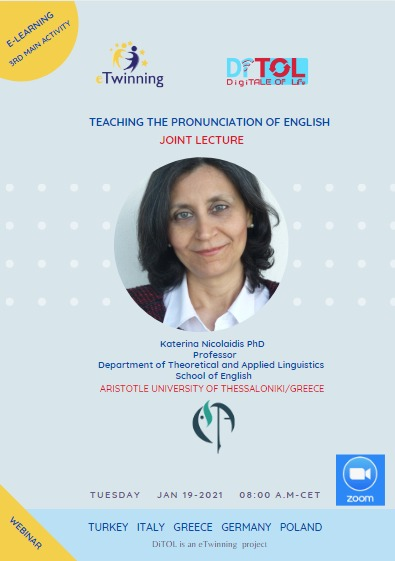 E-LEARNING
3RD MAIN ACTIVITY
eTwinning
DiTOL
DigiTALE OF Life
TEACHING THE PRONUNCIATION OF ENGLISH
JOINT LECTURE
Katerina Nicolaidis PhD
Professor
Department of Theoretical and Applied Linguistics
School of English
ARISTOTLE UNIVERSITY OF THESSALONIKI/GREECE
zoom
TUESDAY JAN 19-2021 08:00 A.M-CET
WEBINAR
TURKEY ITALY GREECE GERMANY POLAND
DiTOL is an eTwinning project